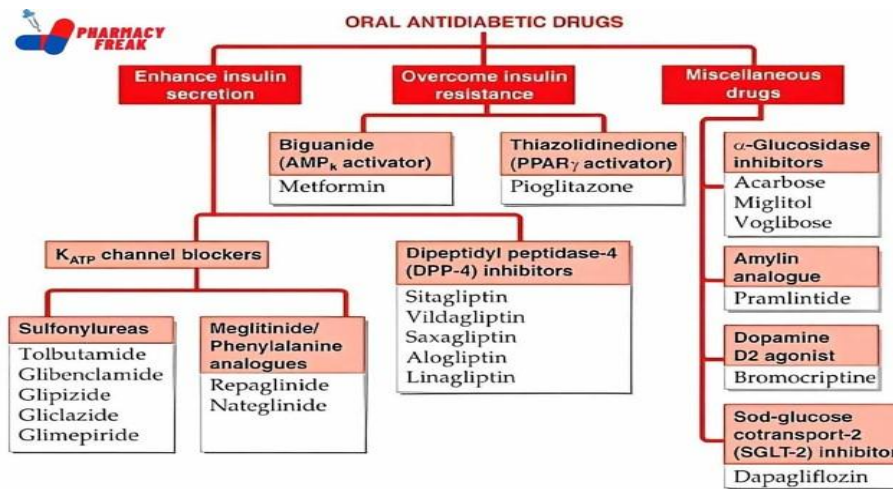 PHARMACY
FREAK
ORAL ANTIDIABETIC DRUGS
Enhance insulin
secretion
Overcome insulin
resistance
Miscellaneous
drugs
Biguanide
(AMPk activator)
Metformin
Thiazolidinedione
(PPARγ activator)
Pioglitazone
α-Glucosidase
inhibitors
Acarbose
Miglitol
Voglibose
KATP channel blockers
Dipeptidyl peptidase-4
(DPP-4) inhibitors
Sitagliptin
Vildagliptin
Saxagliptin
Alogliptin
Linagliptin
Amylin
analogue
Pramlintide
Sulfonylureas
Tolbutamide
Glibenclamide
Glipizide
Gliclazide
Glimepiride
Meglitinide/
Phenylalanine
analogues
Repaglinide
Nateglinide
Dopamine
D2 agonist
Bromocriptine
Sod-glucose
cotransport-2
(SGLT-2) inhibitor
Dapagliflozin